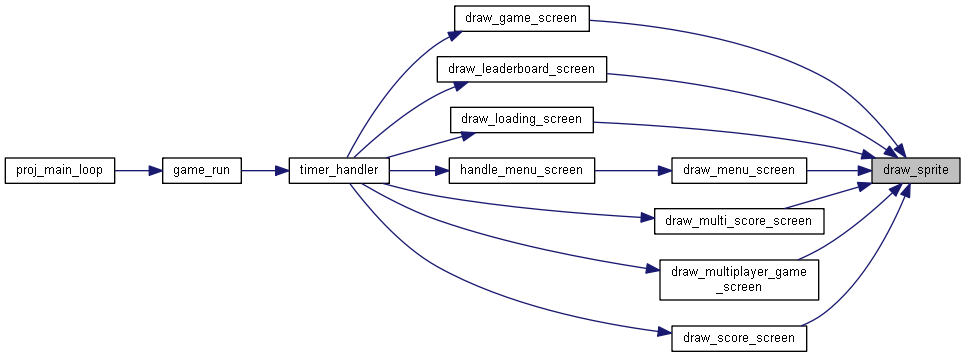 draw_game_screen
draw_leaderboard_screen
draw_loading_screen
proj_main_loop
game_run
timer_handler
handle_menu_screen
draw_menu_screen
draw_sprite
draw_multi_score_screen
draw_multiplayer_game
_screen
draw_score_screen